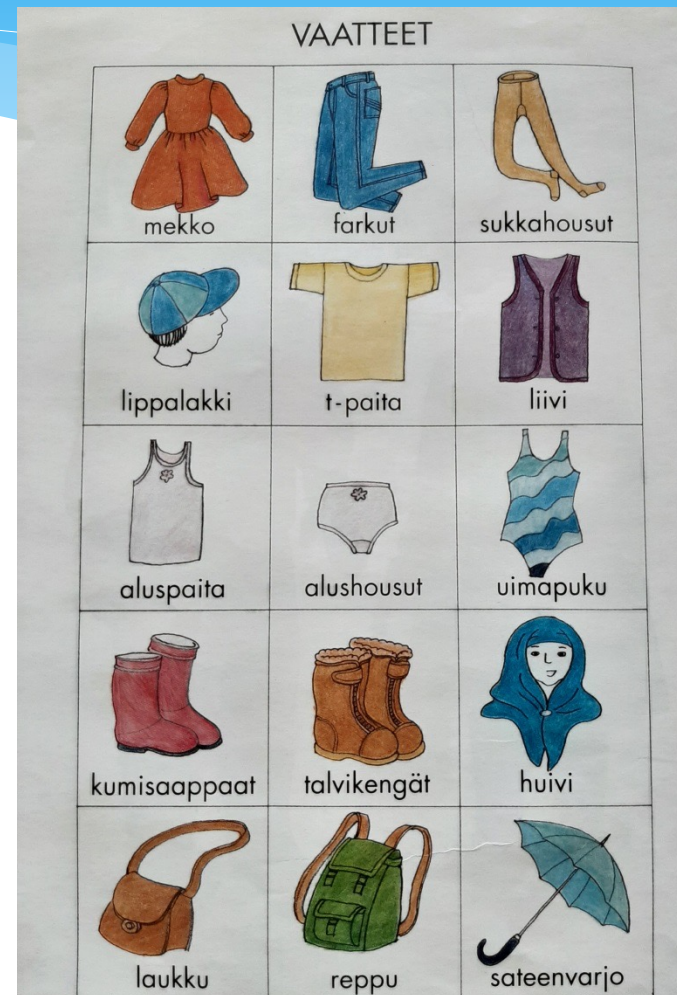 VAATTEET
mekko farkut sukkahousut
lippalakki t-paita liivi
aluspaita alushousut uimapuku
kumisaappaat talvikengät huivi
laukku reppu sateenvarjo